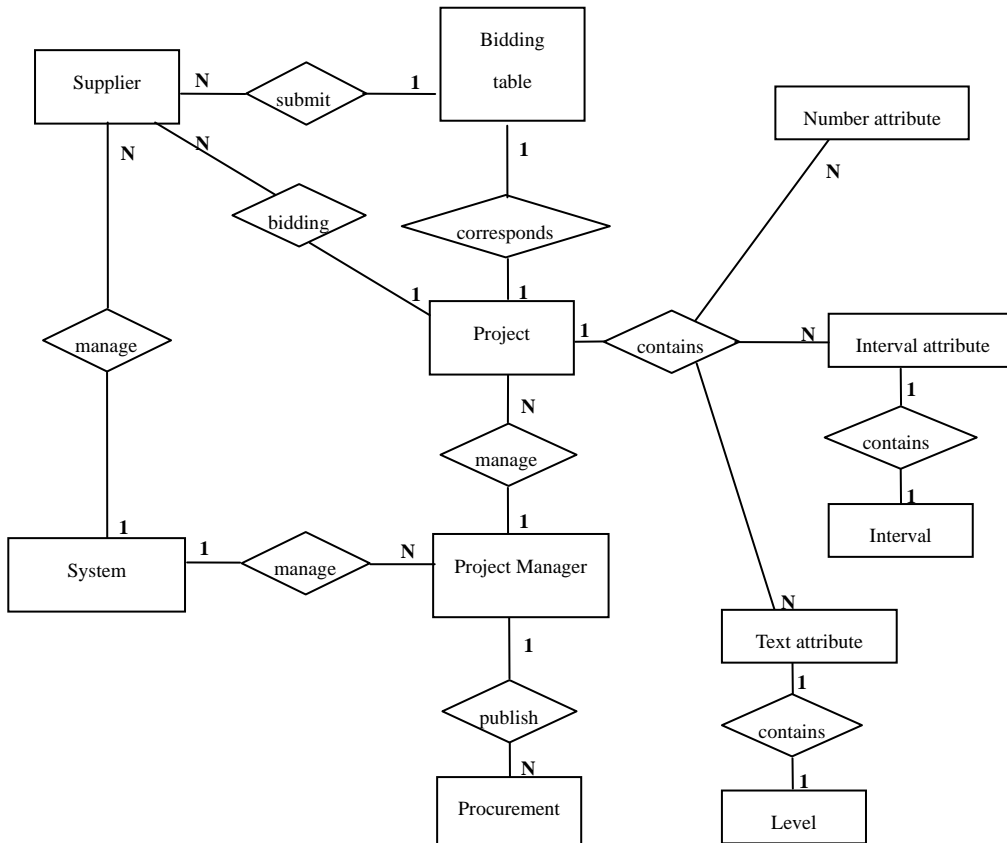 Bidding
table
Supplier
N
1
submit
Number attribute
N
N
1
N
bidding
corresponds
1
1
Project
1
contains
N
Interval attribute
manage
1
N
contains
manage
1
1
1
Interval
System
1
manage
N
Project Manager
N
Text attribute
1
1
publish
contains
N
1
Procurement
Level